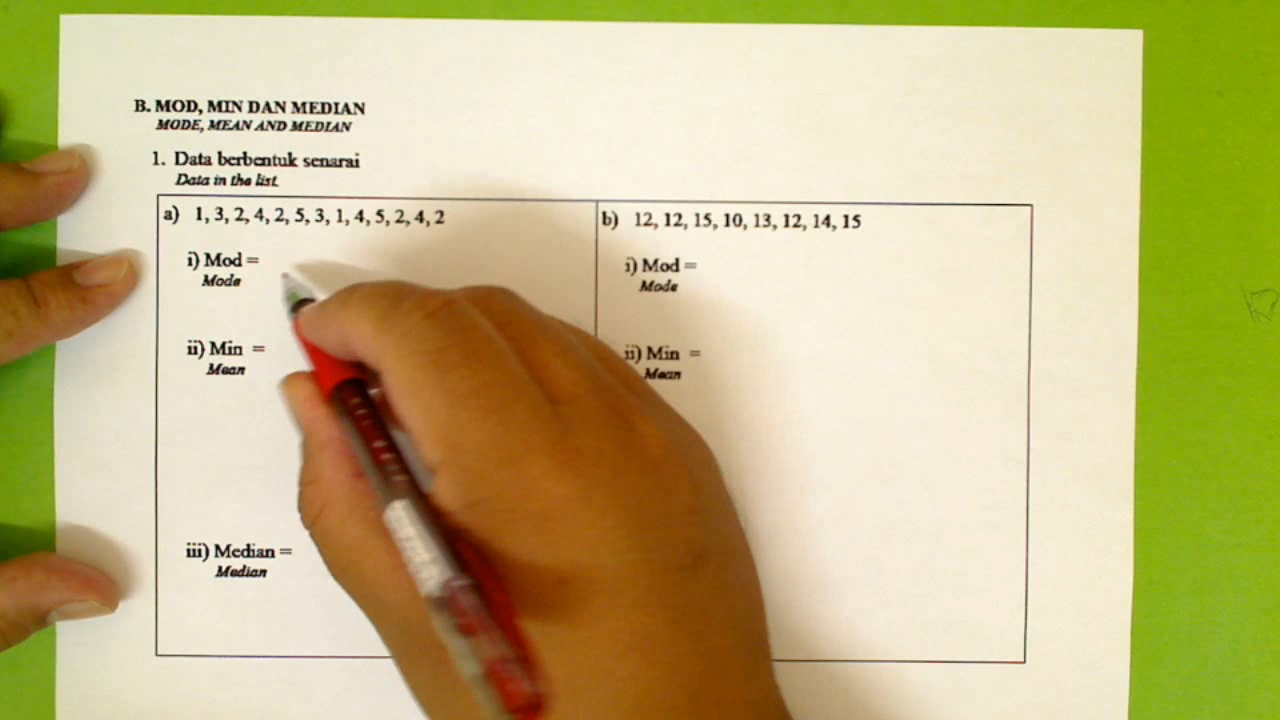 B. MOD, MIN DAN MEDIAN
MODE, MEAN AND MEDIAN
1. Data berbentuk senarai
Data in the list.
a) 1, 3, 2, 4, 2, 5, 3, 1, 4, 5, 2, 4, 2
i) Mod =
Mode
ii) Min =
Mean
iii) Median =
Median
b) 12, 12, 15, 10, 13, 12, 14, 15
i) Mod =
Mode
ii) Min =
Mean